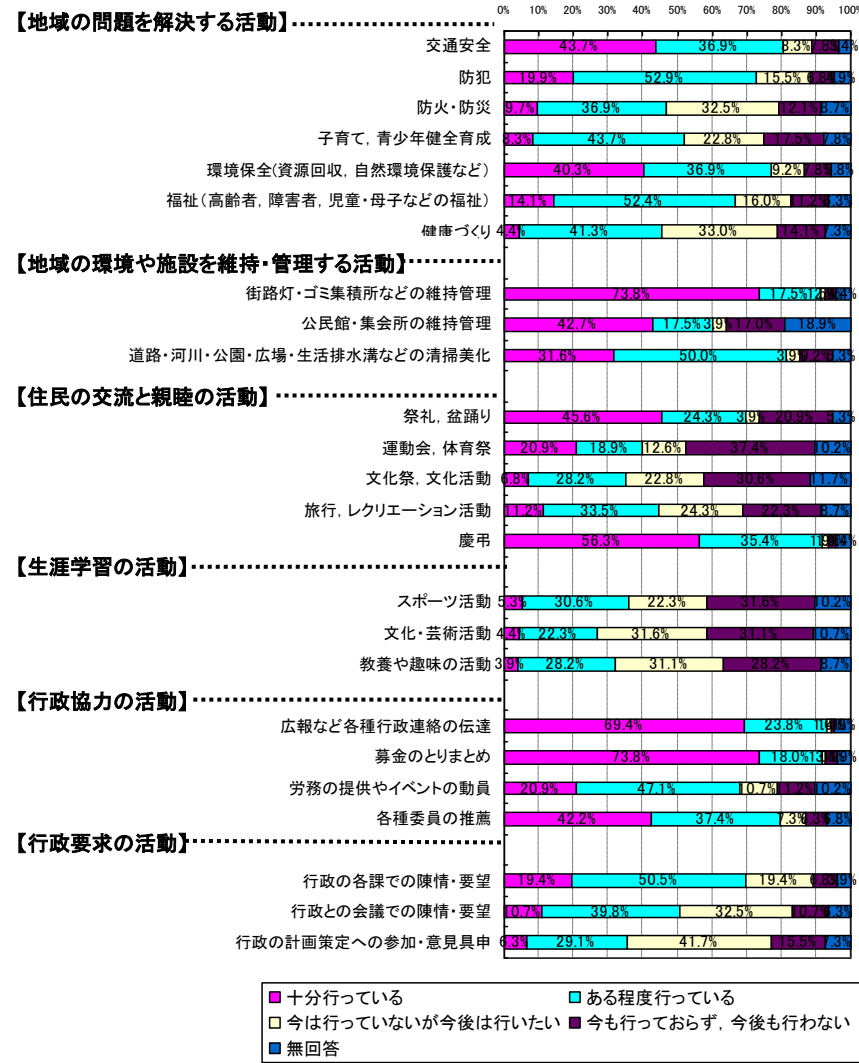 0% 10% 20% 30% 40% 50% 60% 70% 80% 90% 100%
【地域の問題を解決する活動】
交通安全 43.7% 36.9% 8.3% 7.8%
防犯 19.9% 52.9% 15.5%
防火・防災 9.7% 36.9% 32.5% 12.1% 8.7%
子育て，青少年健全育成 8.3% 43.7% 22.8% 17.5% 7.8%
環境保全(資源回収，自然環境保護など) 40.3% 36.9% 9.2% 7.8%
福祉(高齢者，障害者，児童・母子などの福祉) 14.1% 52.4% 16.0%
健康づくり 4.4% 41.3% 33.0% 14.1% 7.3%
【地域の環境や施設を維持・管理する活動】
街路灯・ゴミ集積所などの維持管理 73.8% 17.5%
公民館・集会所の維持管理 42.7% 17.5% 3.9% 17.0% 18.9%
道路・河川・公園・広場・生活排水溝などの清掃美化 31.6% 50.0% 3.9% 9.2% 5.3%
【住民の交流と親睦の活動】
祭礼，盆踊り 45.6% 24.3% 3.9% 20.9% 5.3%
運動会，体育祭 20.9% 18.9% 12.6% 37.4% 10.2%
文化祭，文化活動 6.8% 28.2% 22.8% 30.6% 11.7%
旅行，レクリエーション活動 11.2% 33.5% 24.3% 22.3% 8.7%
慶弔 56.3% 35.4%
【生涯学習の活動】
スポーツ活動 5.3% 30.6% 22.3% 31.6% 10.2%
文化・芸術活動 4.4% 22.3% 31.6% 31.1% 10.7%
教養や趣味の活動 3.9% 28.2% 31.1% 28.2% 8.7%
【行政協力の活動】
広報など各種行政連絡の伝達 69.4% 23.8%
募金のとりまとめ 73.8% 18.0%
労務の提供やイベントの動員 20.9% 47.1% 10.7% 11.2% 10.2%
各種委員の推薦 42.2% 37.4% 7.3% 6.3% 6.8%
【行政要求の活動】
行政の各課での陳情・要望 19.4% 50.5% 19.4%
行政との会議での陳情・要望 10.7% 39.8% 32.5% 10.7% 6.3%
行政の計画策定への参加・意見具申 6.3% 29.1% 41.7% 15.5% 7.3%
十分行っている ある程度行っている
今は行っていないが今後は行いたい 今も行っておらず，今後も行わない
無回答